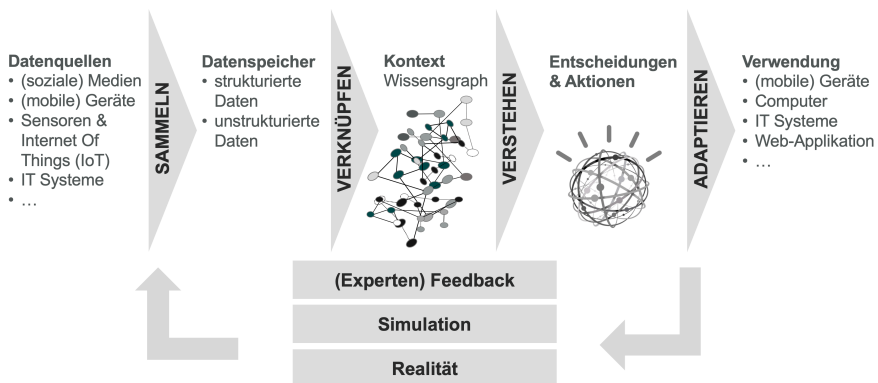 Datenquellen
• (soziale) Medien
• (mobile) Geräte
• Sensoren &
Internet Of
Things (IoT)
• IT Systeme
• …
SAMMELN
Datenspeicher
• strukturierte
Daten
• unstrukturierte
Daten
VERKNÜPFEN
Kontext
Wissensgraph
VERSTEHEN
Entscheidungen
& Aktionen
ADAPTIEREN
Verwendung
• (mobile) Geräte
• Computer
• IT Systeme
• Web-Applikation
• …
(Experten) Feedback
Simulation
Realität